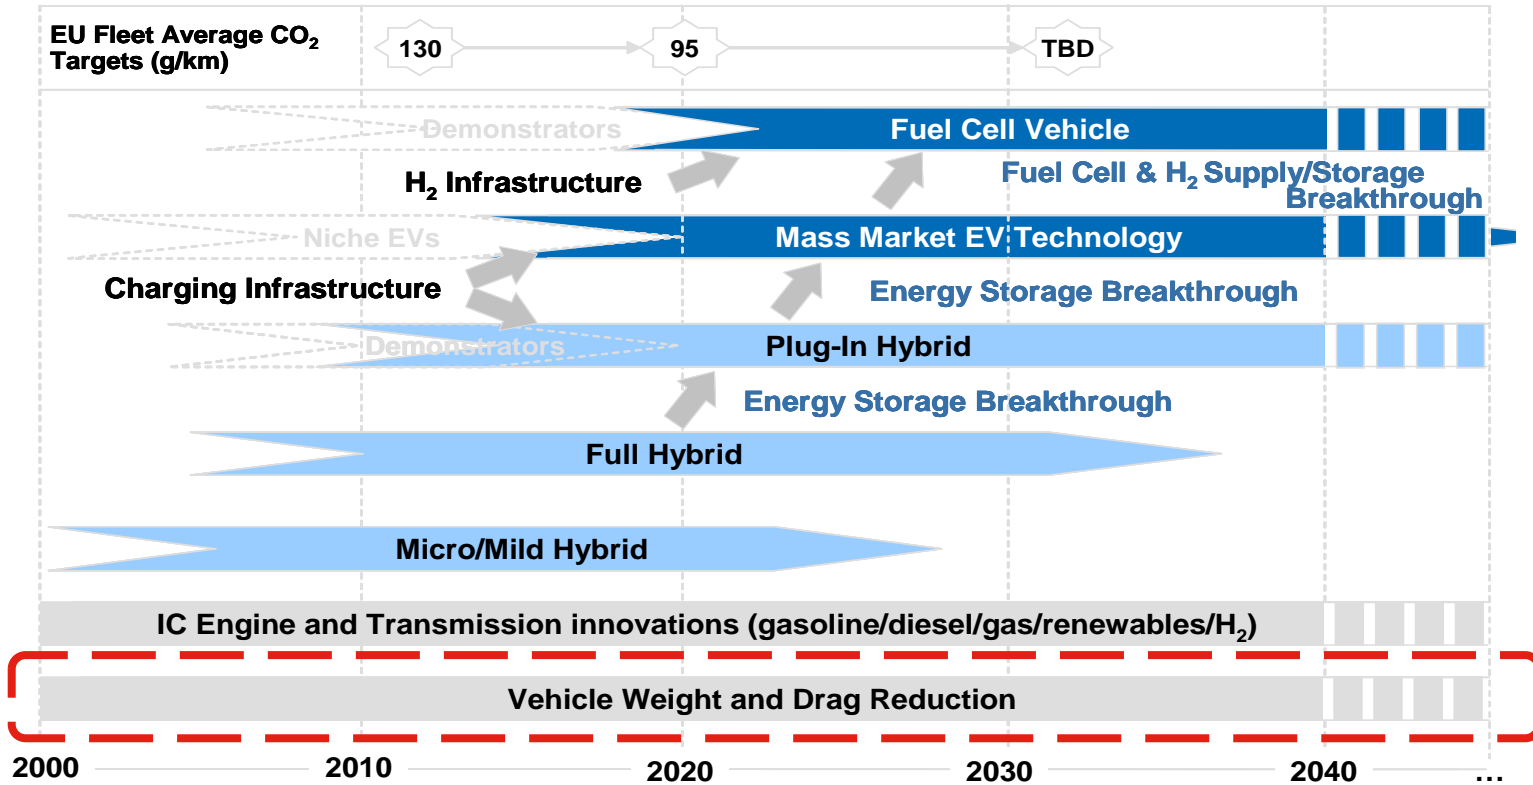 EU Fleet Average CO₂
Targets (g/km)
130
95
TBD
Demonstrators
Fuel Cell Vehicle
H₂ Infrastructure
Fuel Cell & H₂ Supply/Storage
Breakthrough
Niche EVs
Mass Market EV Technology
Charging Infrastructure
Energy Storage Breakthrough
Demonstrators
Plug-In Hybrid
Energy Storage Breakthrough
Full Hybrid
Micro/Mild Hybrid
IC Engine and Transmission innovations (gasoline/diesel/gas/renewables/H₂)
Vehicle Weight and Drag Reduction
2000
2010
2020
2030
2040
...